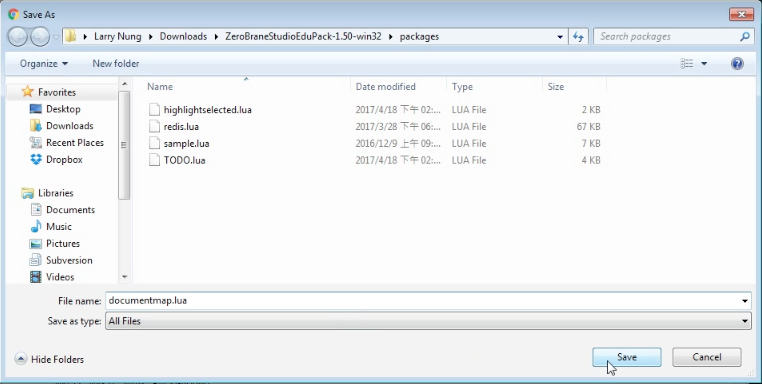 Save As
Larry Nung ▸ Downloads ▸ ZeroBraneStudioEduPack-1.50-win32 ▸ packages
Search packages
Organize
New folder
Favorites
Desktop
Downloads
Recent Places
Dropbox
Libraries
Documents
Music
Pictures
Subversion
Videos
Name Date modified Type Size
highlightselected.lua 2017/4/18 下午 02:... LUA File 2 KB
redis.lua 2017/3/28 下午 06:... LUA File 67 KB
sample.lua 2016/12/9 上午 09:... LUA File 7 KB
TODO.lua 2017/4/18 下午 02:... LUA File 4 KB
File name: documentmap.lua
Save as type: All Files
Hide Folders
Save
Cancel